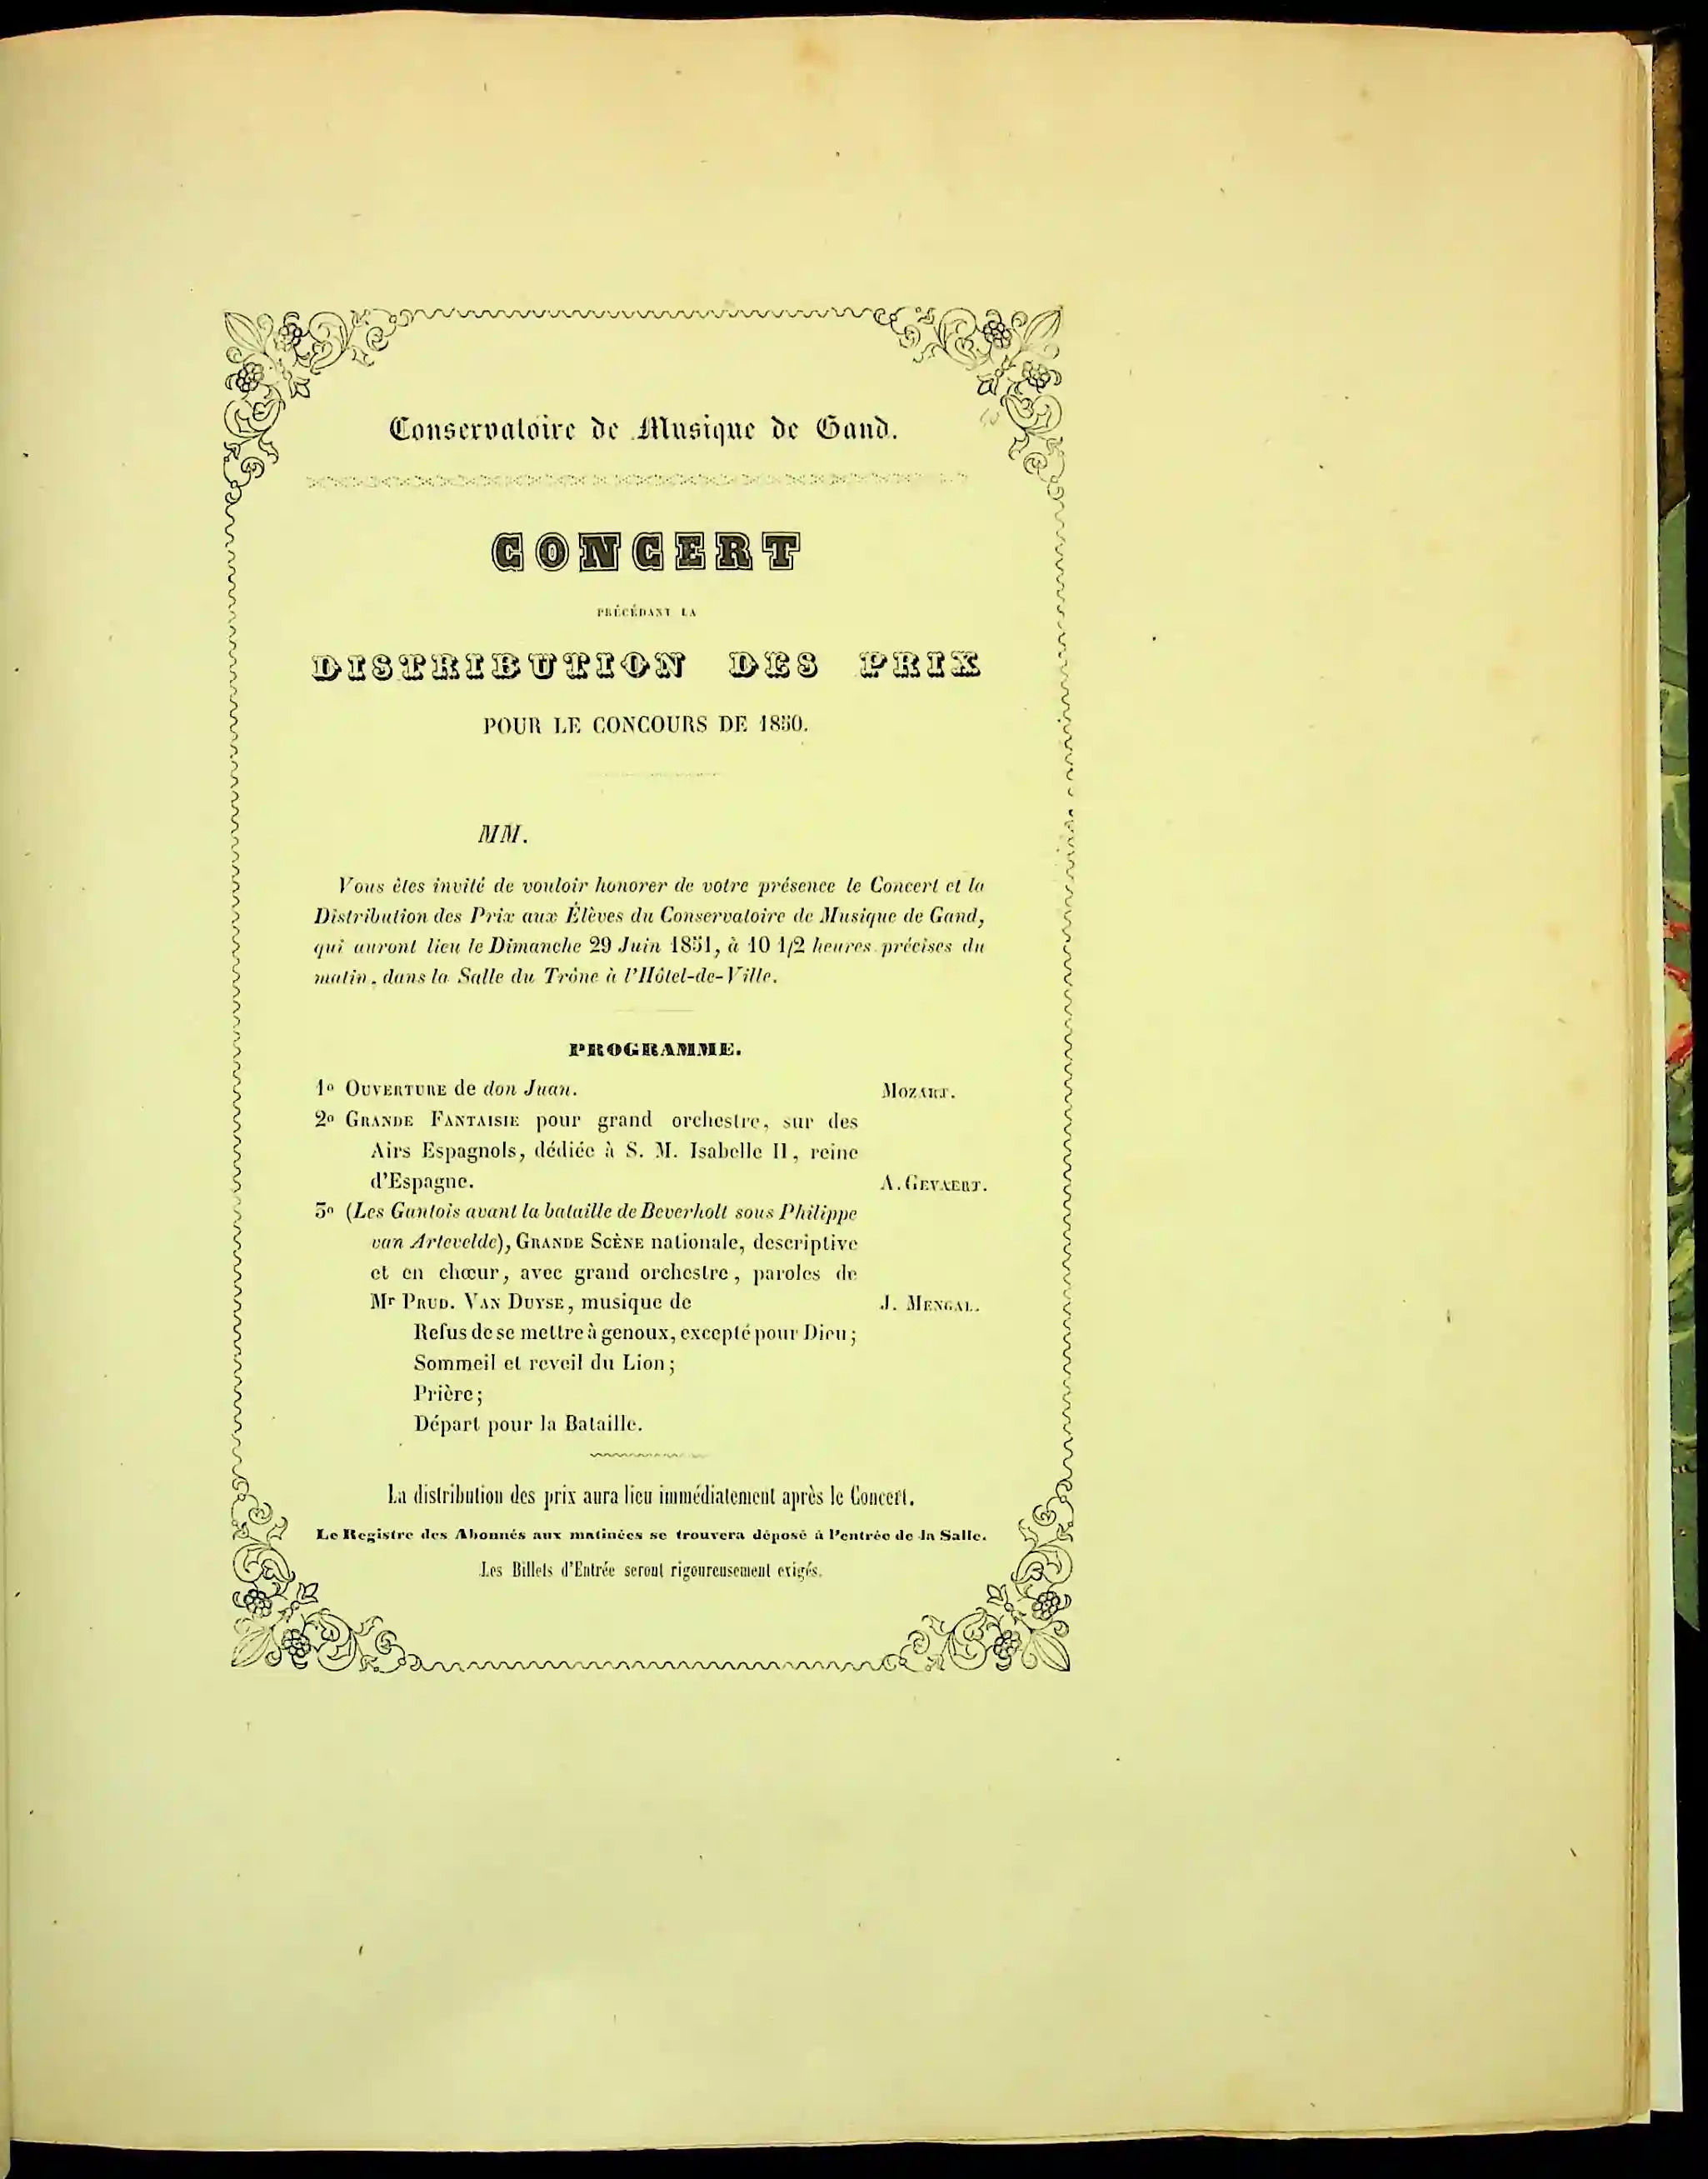 Conservatoire de Musique de Gand.
CONCERT
PRÉCÉDANT LA
DISTRIBUTION DES PRIX
POUR LE CONCOURS DE 1850.
MM.
Vous êtes invité de vouloir honorer de votre présence le Concert et la
Distribution des Prix aux Élèves du Conservatoire de Musique de Gand,
qui auront lieu le Dimanche 29 Juin 1851, à 10 1/2 heures précises du
matin, dans la Salle du Trône à l'Hôtel-de-Ville.
PROGRAMME.
1º OUVERTURE de don Juan. MOZART.
2º GRANDE FANTAISIE pour grand orchestre, sur des
Airs Espagnols, dédiée à S. M. Isabelle II, reine
d'Espagne. A. GEVAERT.
3º (Les Gantois avant la bataille de Beverholt sous Philippe
van Artevelde), GRANDE SCÈNE nationale, descriptive
et en chœur, avec grand orchestre, paroles de
Mr PRUD. VAN DUYSE, musique de J. MENGAL.
Refus de se mettre à genoux, excepté pour Dieu;
Sommeil et reveil du Lion;
Prière;
Départ pour la Bataille.
La distribution des prix aura lieu immédiatement après le Concert.
Le Registre des Abonnés aux matinées se trouvera déposé à l'entrée de la Salle.
Les Billets d'Entrée seront rigoureusement exigés.